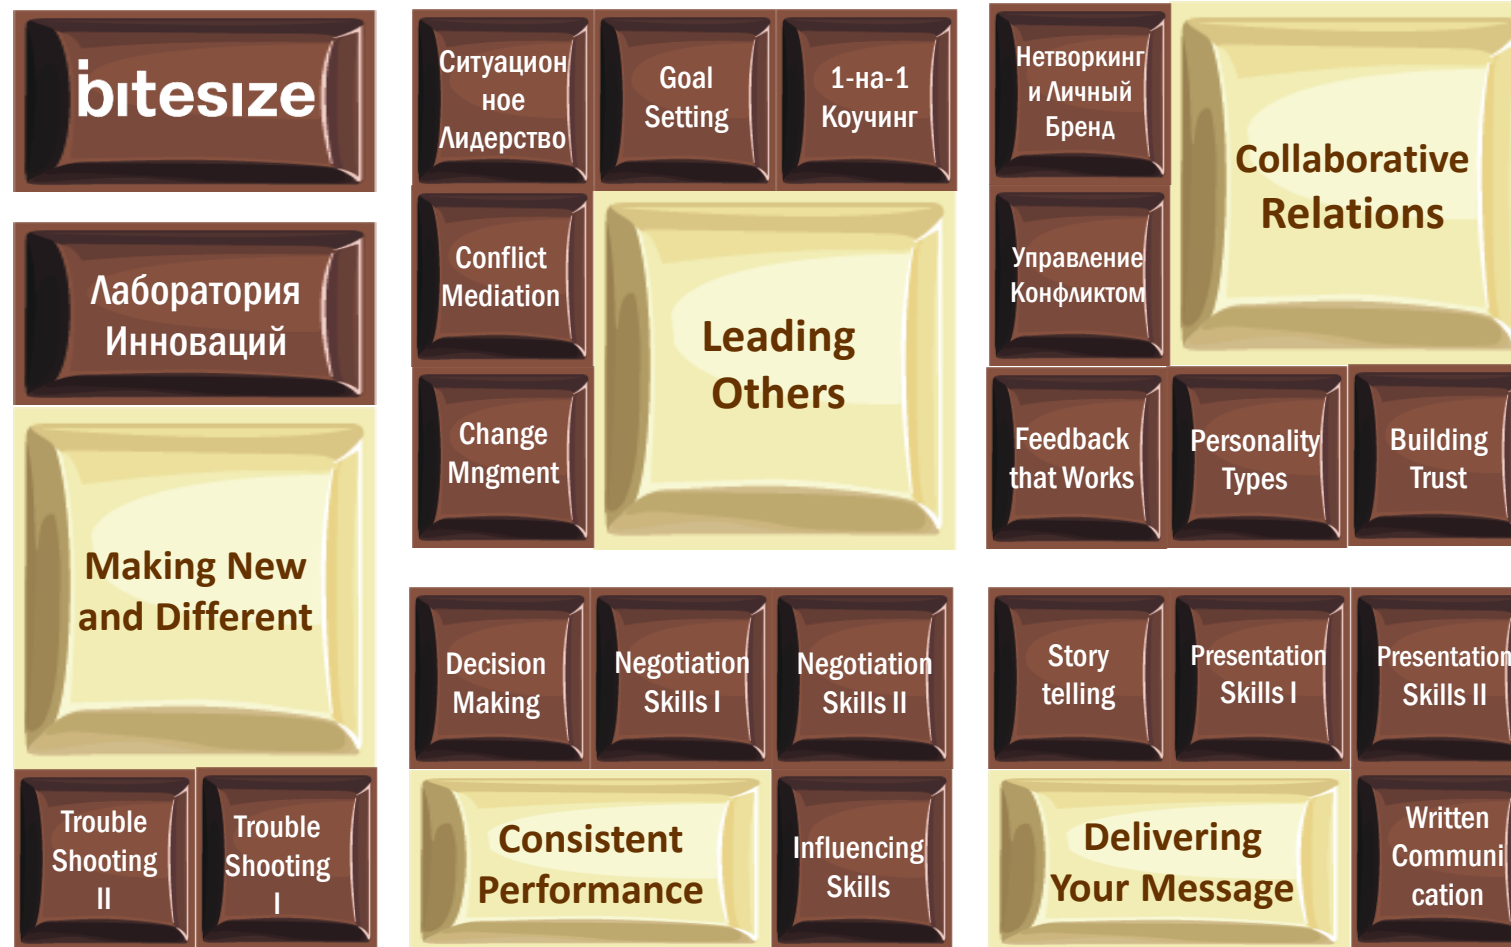 bitesize
Лаборатория
Инноваций
Making New
and Different
Trouble
Shooting
II
Trouble
Shooting
I
Ситуацион
ное
Лидерство
Goal
Setting
1-на-1
Коучинг
Conflict
Mediation
Change
Mngment
Leading
Others
Нетворкинг
и Личный
Бренд
Collaborative
Relations
Управление
Конфликтом
Feedback
that Works
Personality
Types
Building
Trust
Decision
Making
Negotiation
Skills I
Negotiation
Skills II
Consistent
Performance
Influencing
Skills
Story
telling
Presentation
Skills I
Presentation
Skills II
Delivering
Your Message
Written
Communi
cation